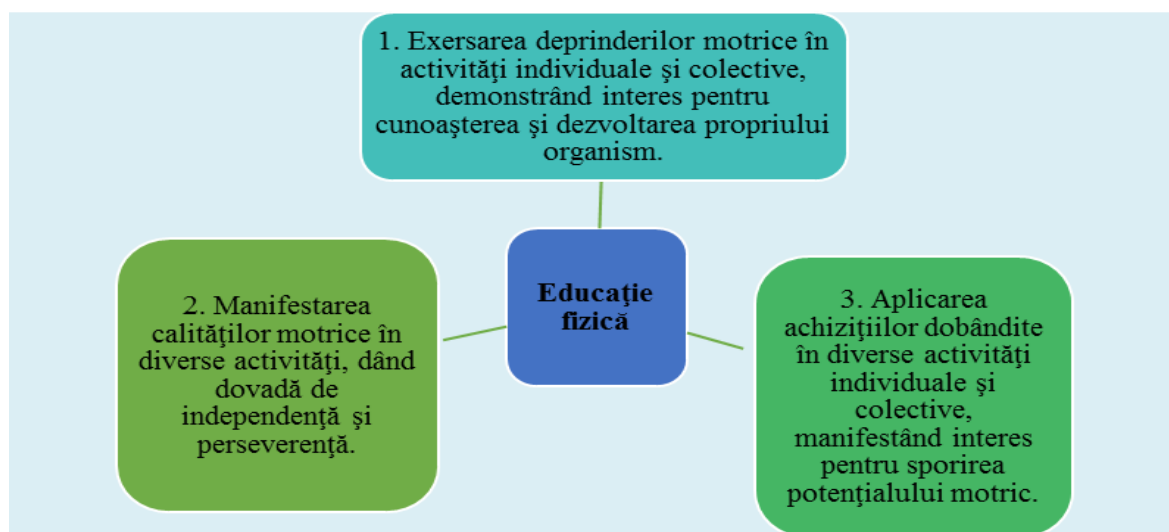 1. Exersarea deprinderilor motrice în
activităţi individuale şi colective,
demonstrând interes pentru
cunoaşterea şi dezvoltarea propriului
organism.
Educaţie
fizică
2. Manifestarea
calităţilor motrice în
diverse activităţi, dând
dovadă de
independenţă şi
perseverenţă.
3. Aplicarea
achiziţiilor dobândite
în diverse activităţi
individuale şi
colective,
manifestând interes
pentru sporirea
potenţialului motric.